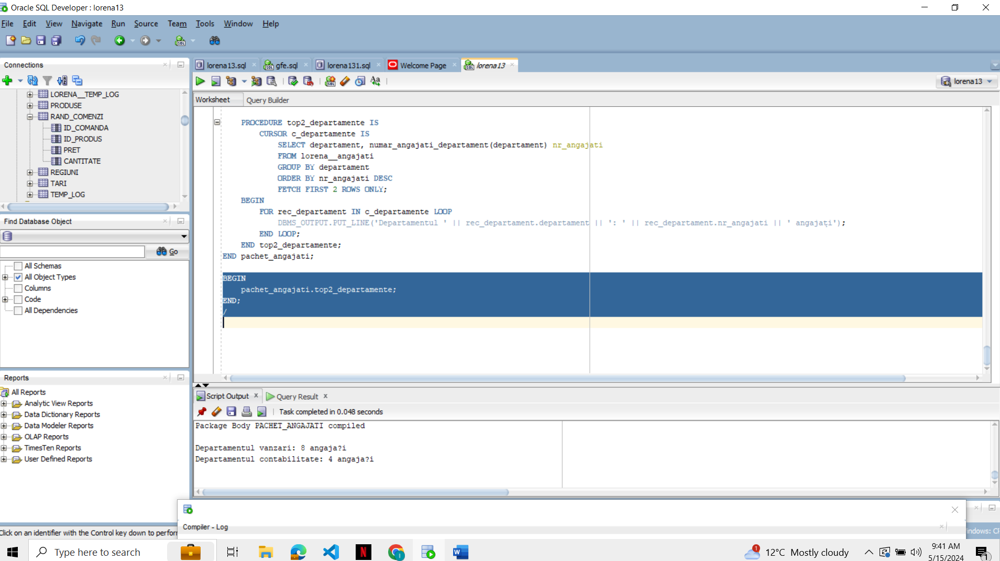 Oracle SQL Developer : lorena13
File Edit View Navigate Run Source Team Tools Window Help
Connections
LORENA__TEMP_LOG
PRODUSE
RAND_COMENZI
ID_COMANDA
ID_PRODUS
PRET
CANTITATE
REGIUNI
TARI
TEMP_LOG
Find Database Object
Go
All Schemas
All Object Types
Columns
Code
All Dependencies
Reports
All Reports
Analytic View Reports
Data Dictionary Reports
Data Modeler Reports
OLAP Reports
TimesTen Reports
User Defined Reports
lorena13.sql gfe.sql lorena131.sql Welcome Page lorena13
lorena13
Worksheet Query Builder
PROCEDURE top2_departamente IS
CURSOR c_departamente IS
SELECT departament, numar_angajati_departament(departament) nr_angajati
FROM lorena__angajati
GROUP BY departament
ORDER BY nr_angajati DESC
FETCH FIRST 2 ROWS ONLY;
BEGIN
FOR rec_departament IN c_departamente LOOP
DBMS_OUTPUT.PUT_LINE('Departamentul ' || rec_departament.departament || ': ' || rec_departament.nr_angajati || ' angajați');
END LOOP;
END top2_departamente;
END pachet_angajati;
BEGIN
pachet_angajati.top2_departamente;
END;
/
Script Output Query Result
Task completed in 0.048 seconds
Package Body PACHET_ANGAJATI compiled
Departamentul vanzari: 8 angaja?i
Departamentul contabilitate: 4 angaja?i
Compiler - Log
Click on an identifier with the Control key down to perfor
indows: CR
Type here to search
12°C Mostly cloudy
9:41 AM
5/15/2024